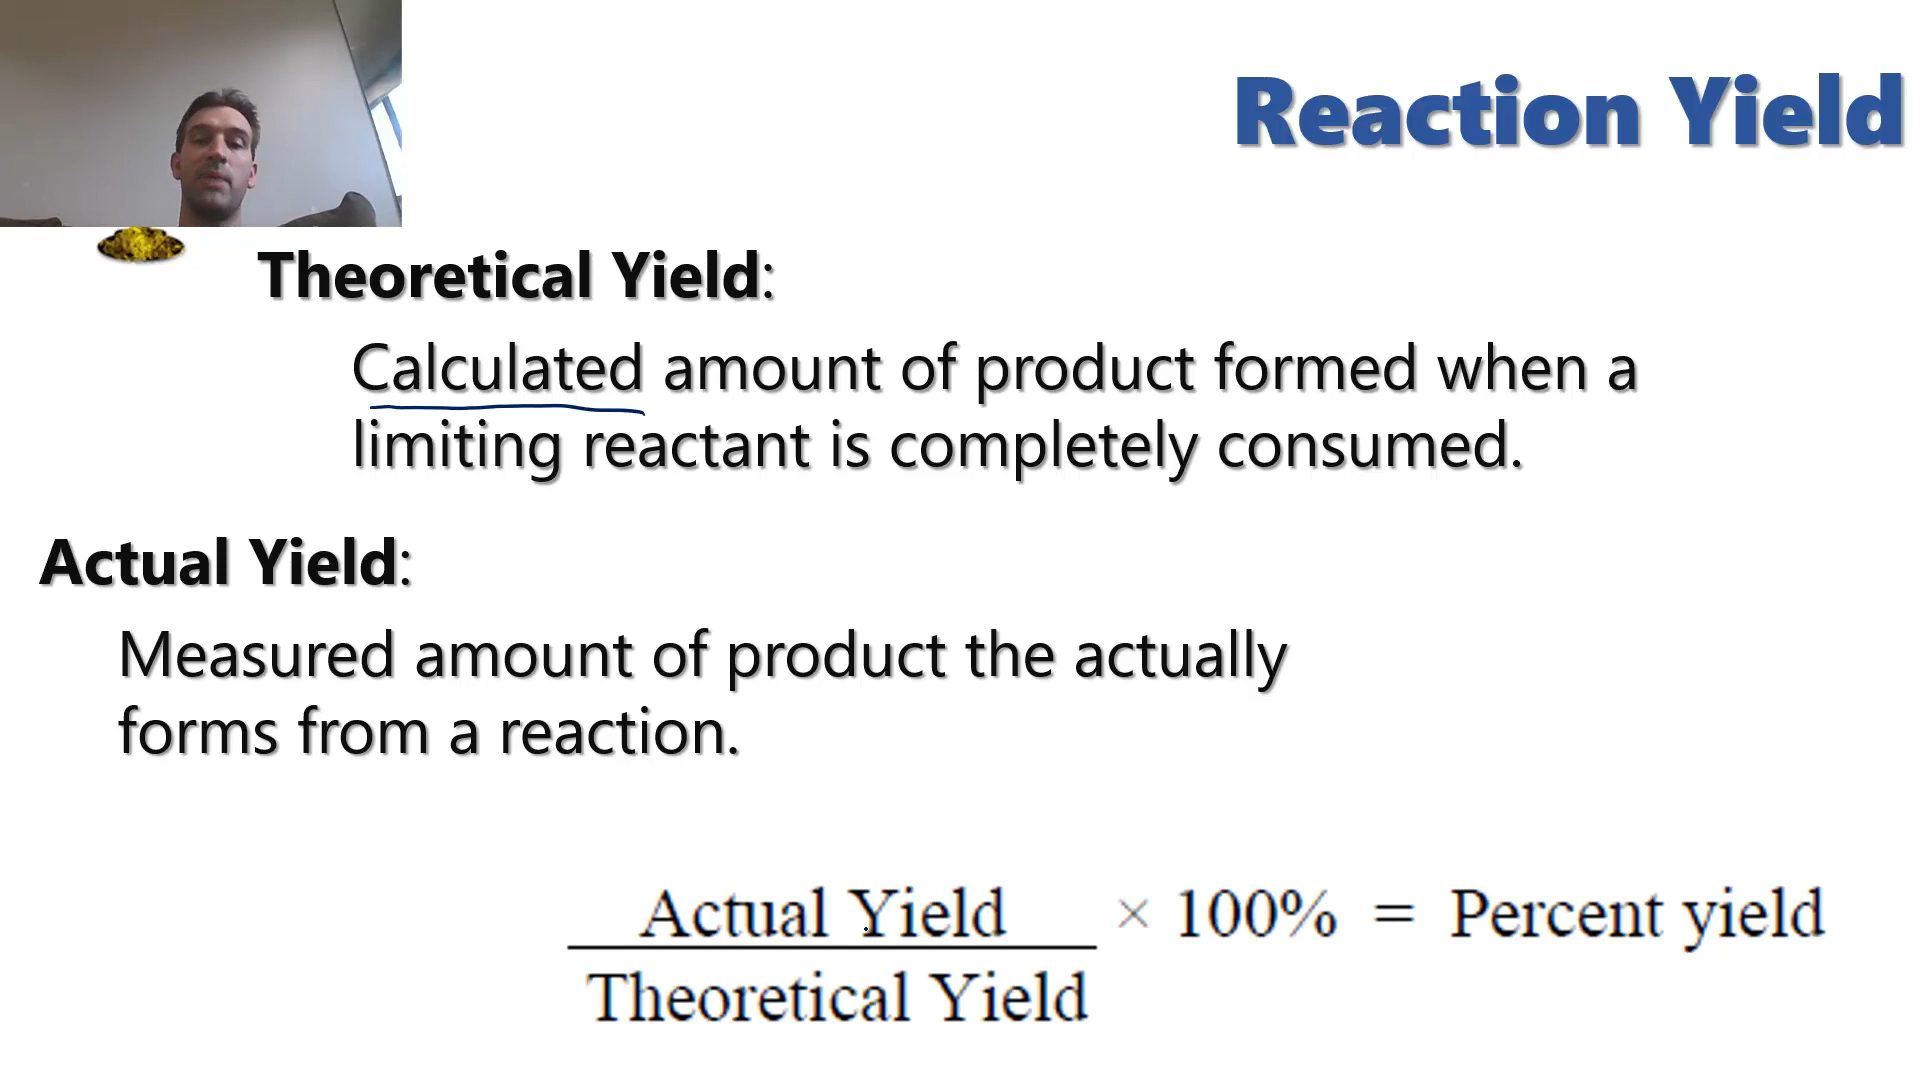 Reaction Yield
Theoretical Yield:
Calculated amount of product formed when a
limiting reactant is completely consumed.
Actual Yield:
Measured amount of product the actually
forms from a reaction.
Actual Yield
Theoretical Yield
× 100% = Percent yield